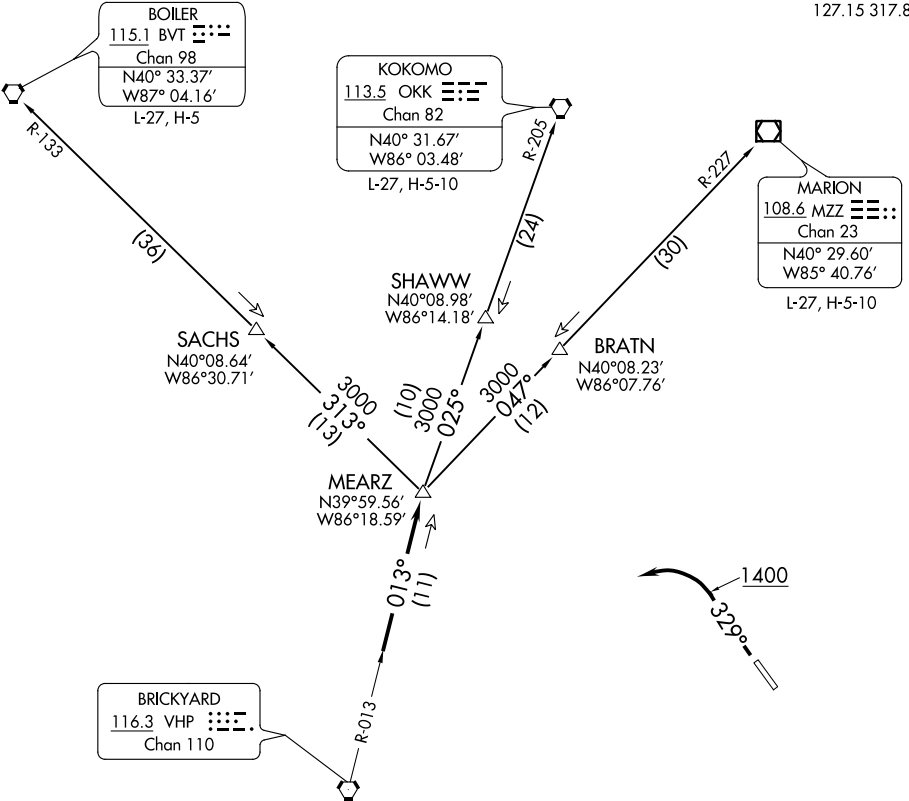 127.15 317.8
BOILER
115.1 BVT
Chan 98
N40° 33.37’
W87° 04.16’
L-27, H-5
KOKOMO
113.5 OKK
Chan 82
N40° 31.67’
W86° 03.48’
L-27, H-5-10
MARION
108.6 MZZ
Chan 23
N40° 29.60’
W85° 40.76’
L-27, H-5-10
R-133
R-205
R-227
(36)
(24)
(30)
SHAWW
N40°08.98’
W86°14.18’
SACHS
N40°08.64’
W86°30.71’
BRATN
N40°08.23’
W86°07.76’
3000
313°
(13)
(10)
3000
025°
3000
047°
(12)
MEARZ
N39°59.56’
W86°18.59’
013°
(11)
1400
329°
BRICKYARD
116.3 VHP
Chan 110
R-013